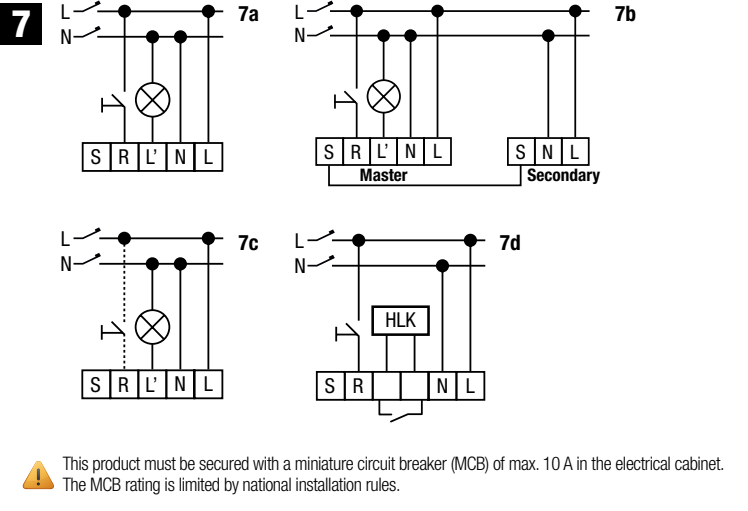 7
L 7a
N
S R L' N L
L 7b
N
S R L' N L
S N L
Master
Secondary
L 7c
N
S R L' N L
L 7d
N
HLK
S R N L
This product must be secured with a miniature circuit breaker (MCB) of max. 10 A in the electrical cabinet.
The MCB rating is limited by national installation rules.